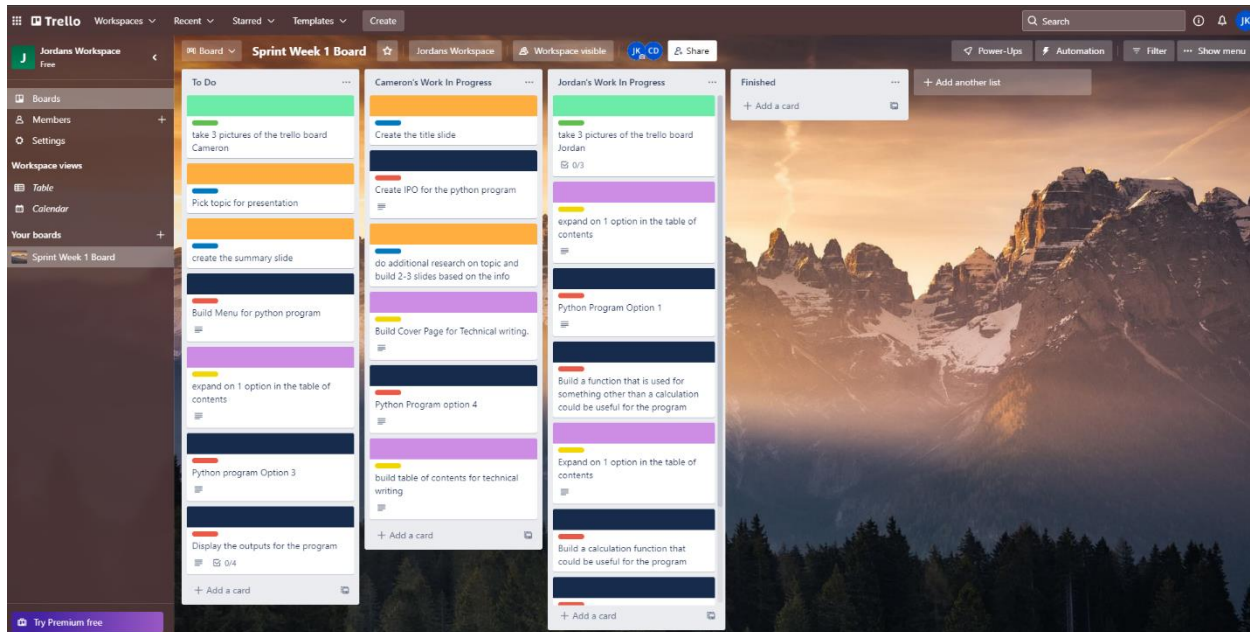 Trello
Workspaces
Recent
Starred
Templates
Create
Search
JK
J
Jordans Workspace
Free
Board
Sprint Week 1 Board
Jordans Workspace
Workspace visible
JK
CD
Share
Power-Ups
Automation
Filter
Show menu
Boards
Members
Settings
Workspace views
Table
Calendar
Your boards
Sprint Week 1 Board
Try Premium free
To Do
take 3 pictures of the trello board
Cameron
Pick topic for presentation
create the summary slide
Build Menu for python program
expand on 1 option in the table of
contents
Python program Option 3
Display the outputs for the program
0/4
+ Add a card
Cameron's Work In Progress
Create the title slide
Create IPO for the python program
do additional research on topic and
build 2-3 slides based on the info
Build Cover Page for Technical writing.
Python Program option 4
build table of contents for technical
writing
+ Add a card
Jordan's Work In Progress
take 3 pictures of the trello board
Jordan
0/3
expand on 1 option in the table of
contents
Python Program Option 1
Build a function that is used for
something other than a calculation
could be useful for the program
Expand on 1 option in the table of
contents
Build a calculation function that
could be useful for the program
+ Add a card
Finished
+ Add a card
+ Add another list